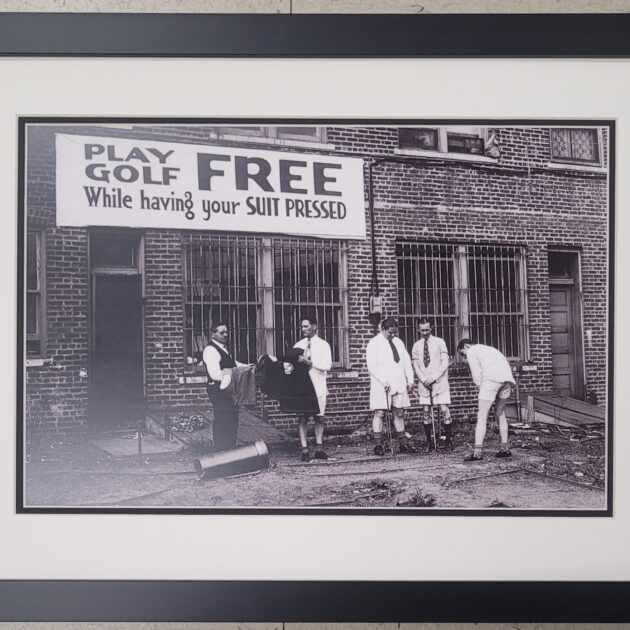 PLAY
GOLF FREE
While having your SUIT PRESSED